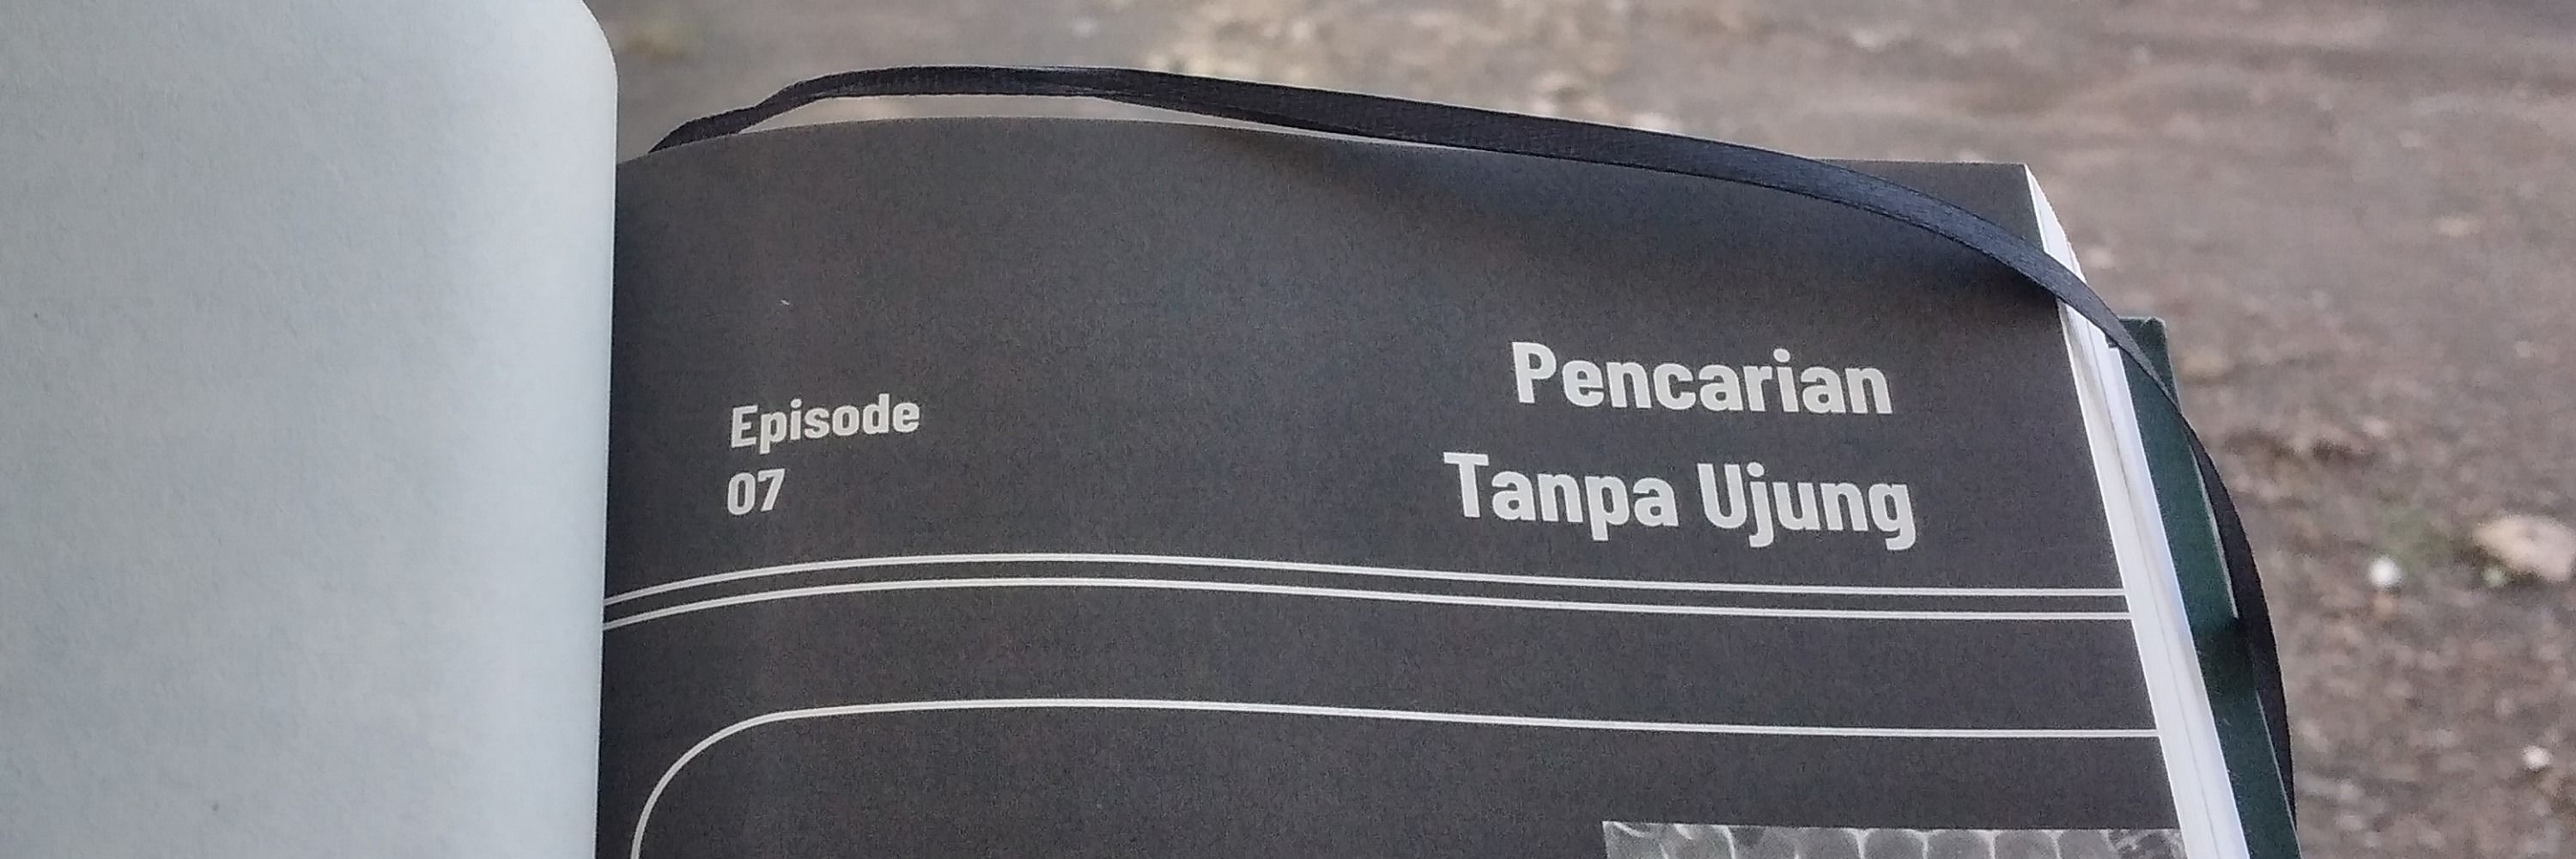 Episode
07
Pencarian
Tanpa Ujung